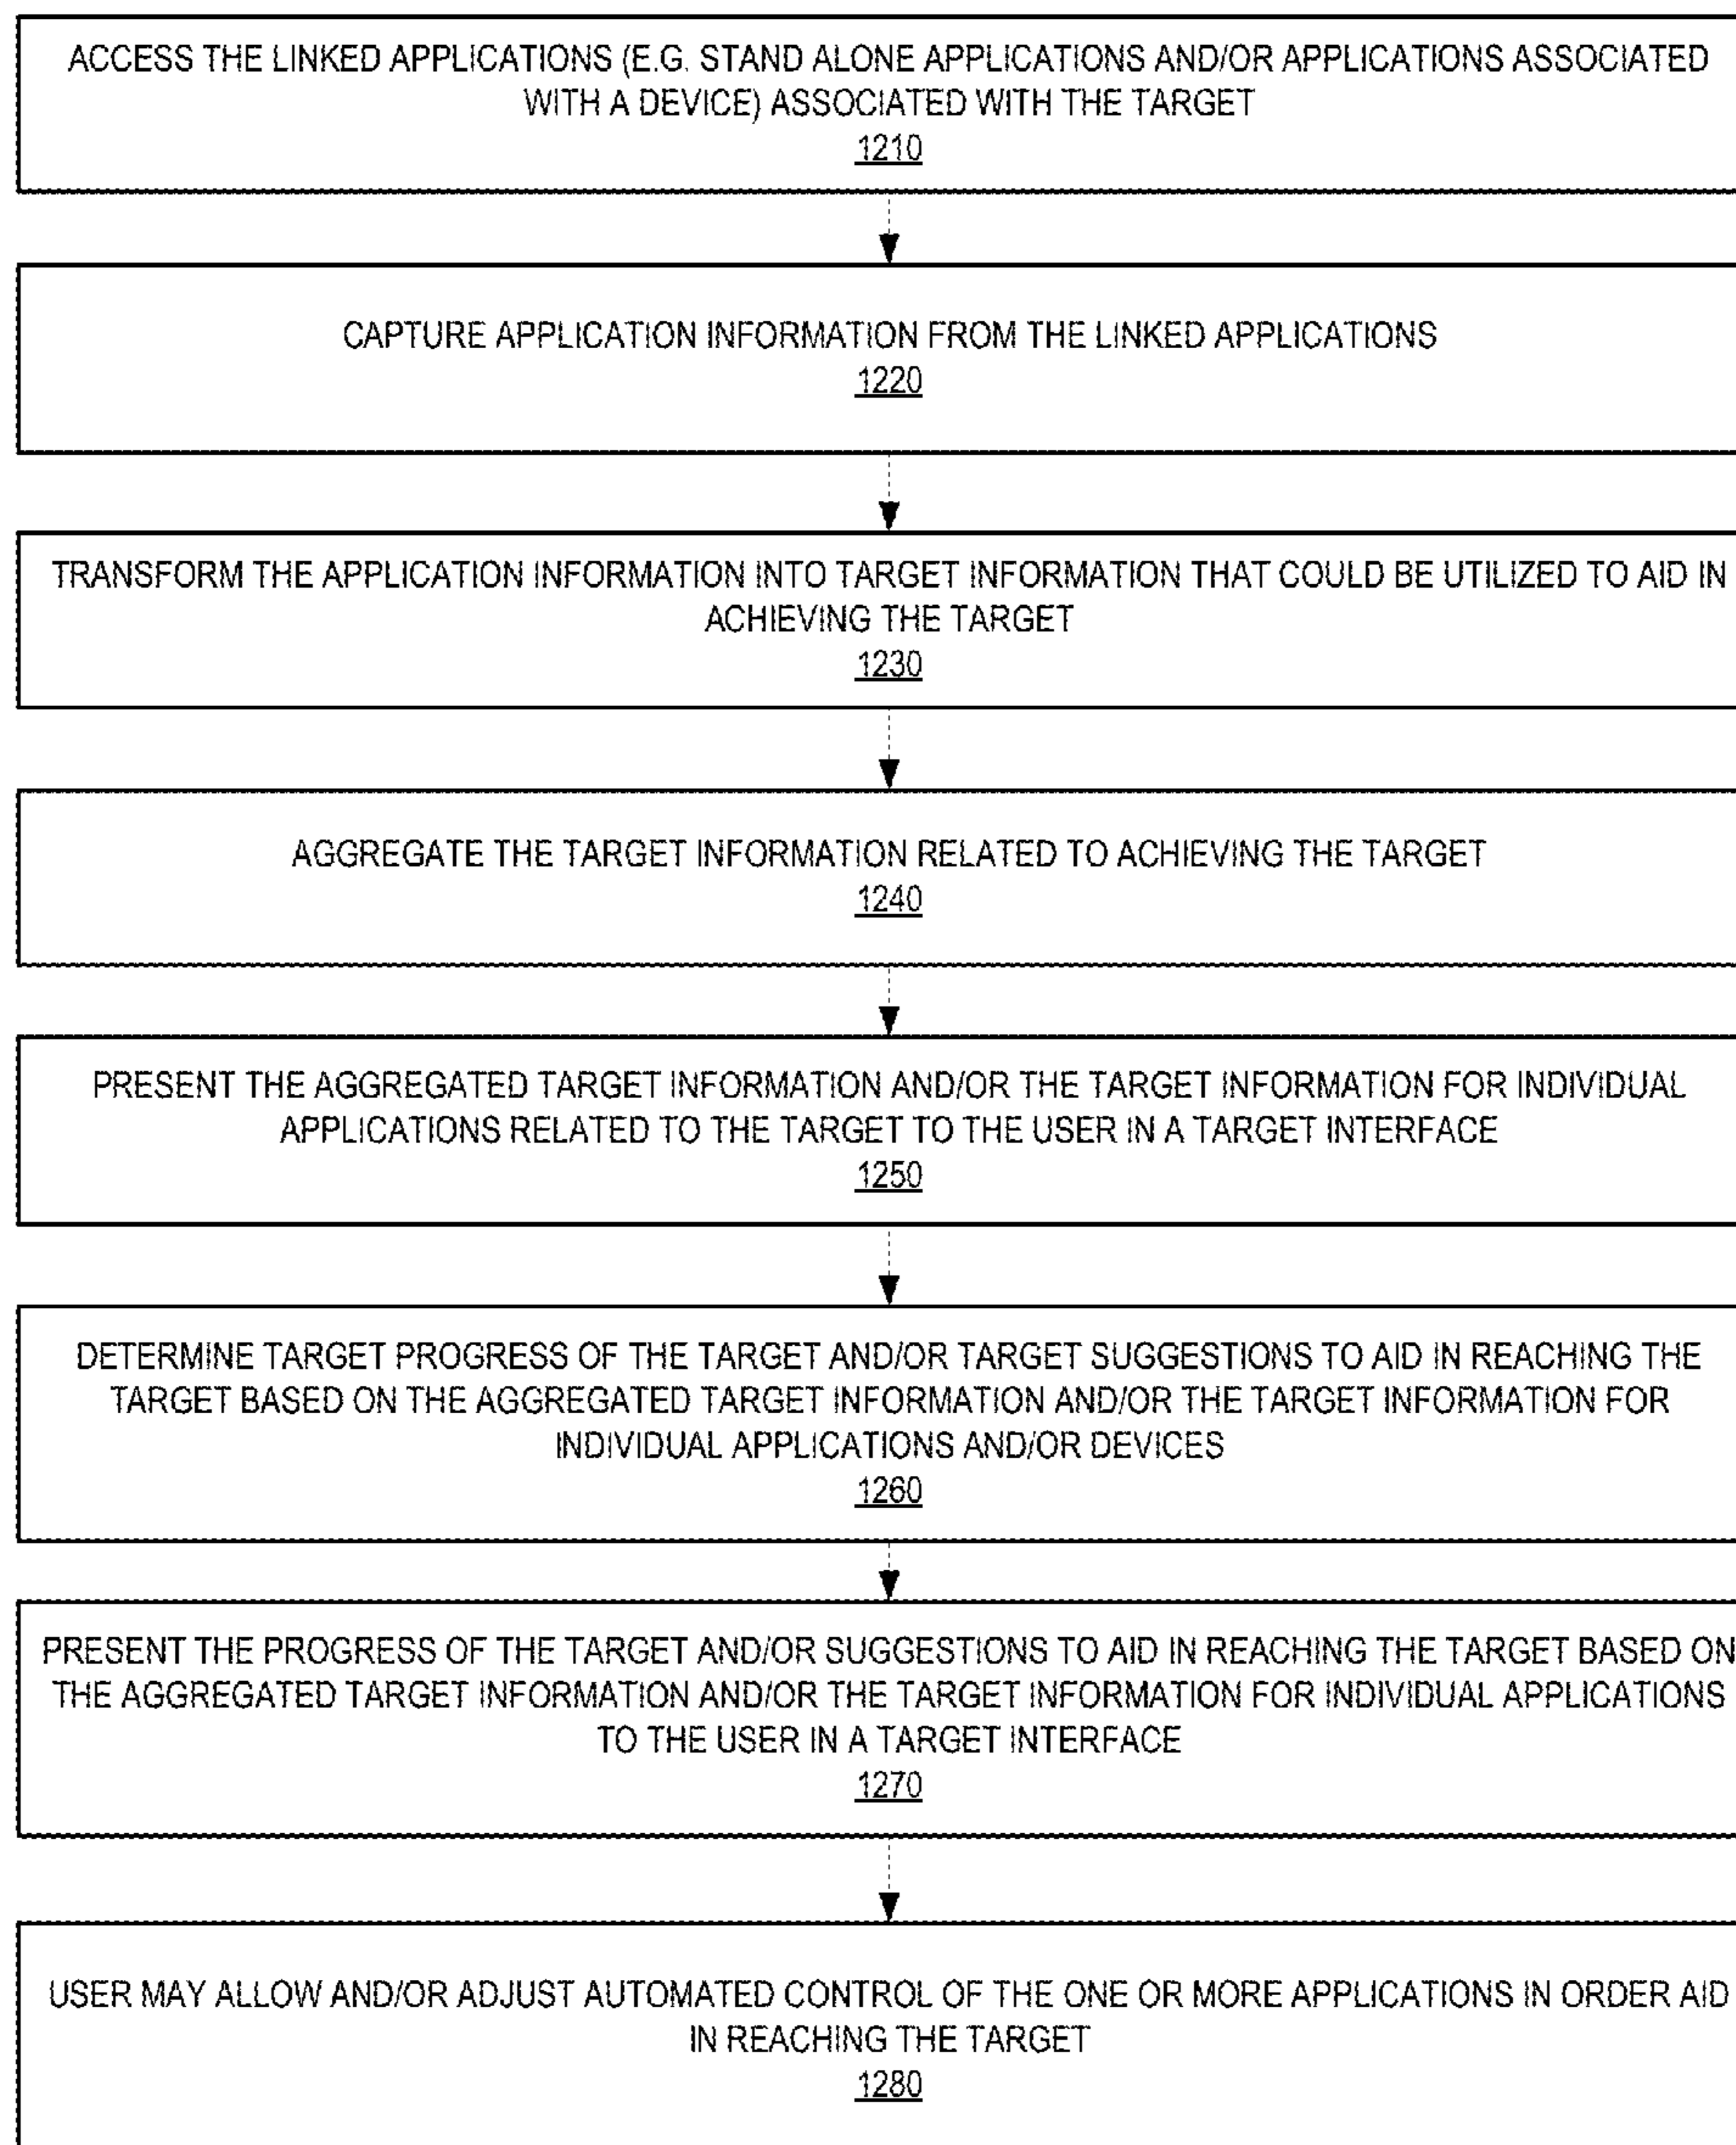 ACCESS THE LINKED APPLICATIONS (E.G. STAND ALONE APPLICATIONS AND/OR APPLICATIONS ASSOCIATED
WITH A DEVICE) ASSOCIATED WITH THE TARGET
1210
CAPTURE APPLICATION INFORMATION FROM THE LINKED APPLICATIONS
1220
TRANSFORM THE APPLICATION INFORMATION INTO TARGET INFORMATION THAT COULD BE UTILIZED TO AID IN
ACHIEVING THE TARGET
1230
AGGREGATE THE TARGET INFORMATION RELATED TO ACHIEVING THE TARGET
1240
PRESENT THE AGGREGATED TARGET INFORMATION AND/OR THE TARGET INFORMATION FOR INDIVIDUAL
APPLICATIONS RELATED TO THE TARGET TO THE USER IN A TARGET INTERFACE
1250
DETERMINE TARGET PROGRESS OF THE TARGET AND/OR TARGET SUGGESTIONS TO AID IN REACHING THE
TARGET BASED ON THE AGGREGATED TARGET INFORMATION AND/OR THE TARGET INFORMATION FOR
INDIVIDUAL APPLICATIONS AND/OR DEVICES
1260
PRESENT THE PROGRESS OF THE TARGET AND/OR SUGGESTIONS TO AID IN REACHING THE TARGET BASED ON
THE AGGREGATED TARGET INFORMATION AND/OR THE TARGET INFORMATION FOR INDIVIDUAL APPLICATIONS
TO THE USER IN A TARGET INTERFACE
1270
USER MAY ALLOW AND/OR ADJUST AUTOMATED CONTROL OF THE ONE OR MORE APPLICATIONS IN ORDER AID
IN REACHING THE TARGET
1280